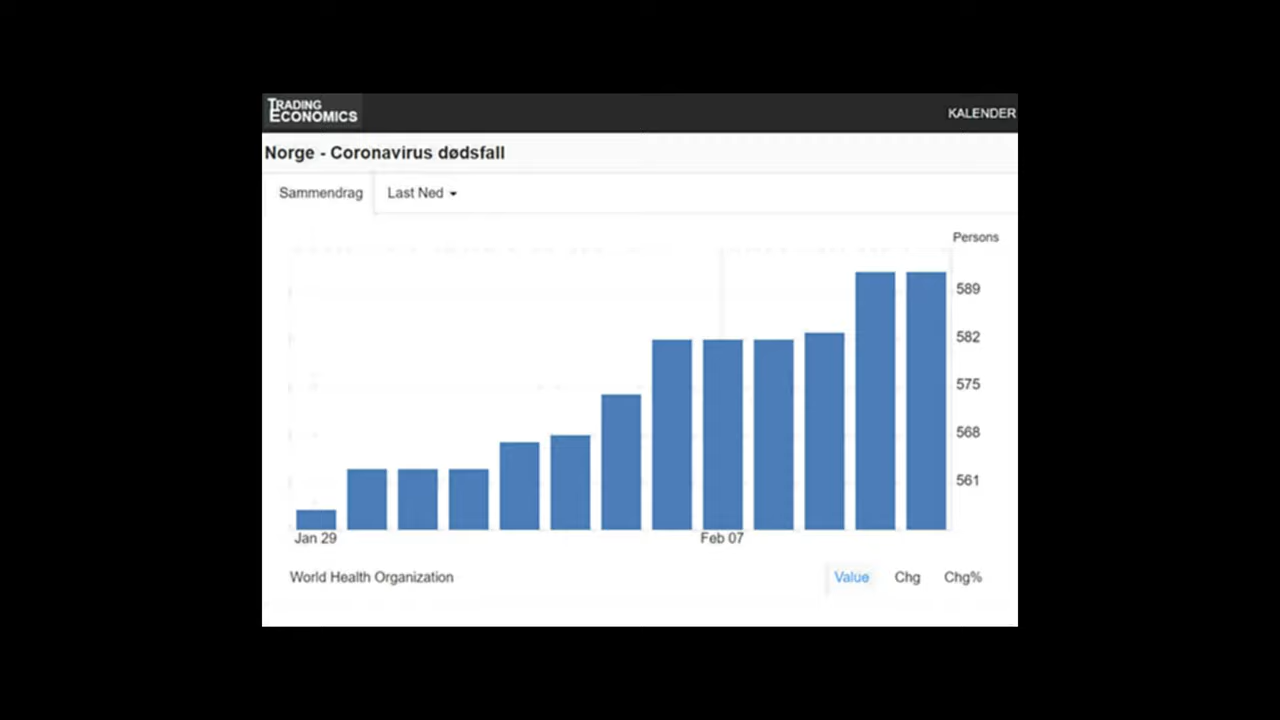 TRADING
ECONOMICS
KALENDER
Norge - Coronavirus dødsfall
Sammendrag
Last Ned
Persons
589
582
575
568
561
Jan 29
Feb 07
World Health Organization
Value
Chg
Chg%